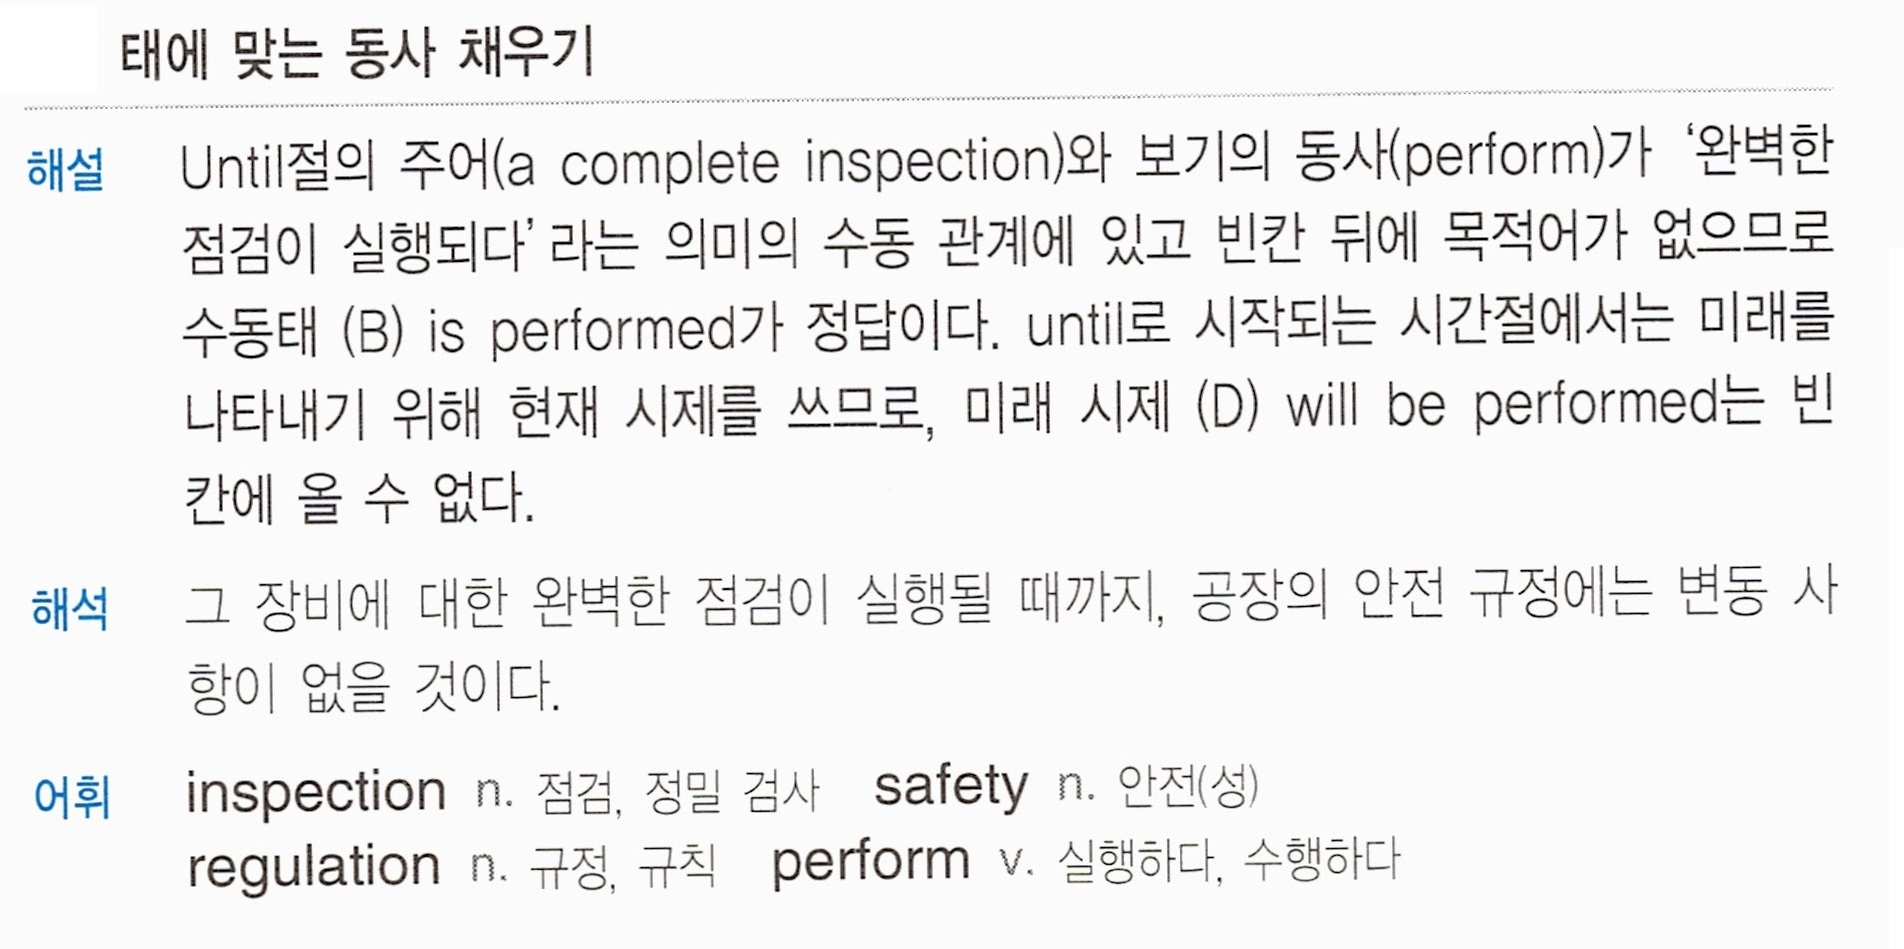 태에 맞는 동사 채우기
해설 Until절의 주어(a complete inspection)와 보기의 동사(perform)가 ‘완벽한
점검이 실행되다’ 라는 의미의 수동 관계에 있고 빈칸 뒤에 목적어가 없으므로
수동태 (B) is performed가 정답이다. until로 시작되는 시간절에서는 미래를
나타내기 위해 현재 시제를 쓰므로, 미래 시제 (D) will be performed는 빈
칸에 올 수 없다.
해석 그 장비에 대한 완벽한 점검이 실행될 때까지, 공장의 안전 규정에는 변동 사
항이 없을 것이다.
어휘 inspection n. 점검, 정밀 검사 safety n. 안전(성)
regulation n. 규정, 규칙 perform v. 실행하다, 수행하다